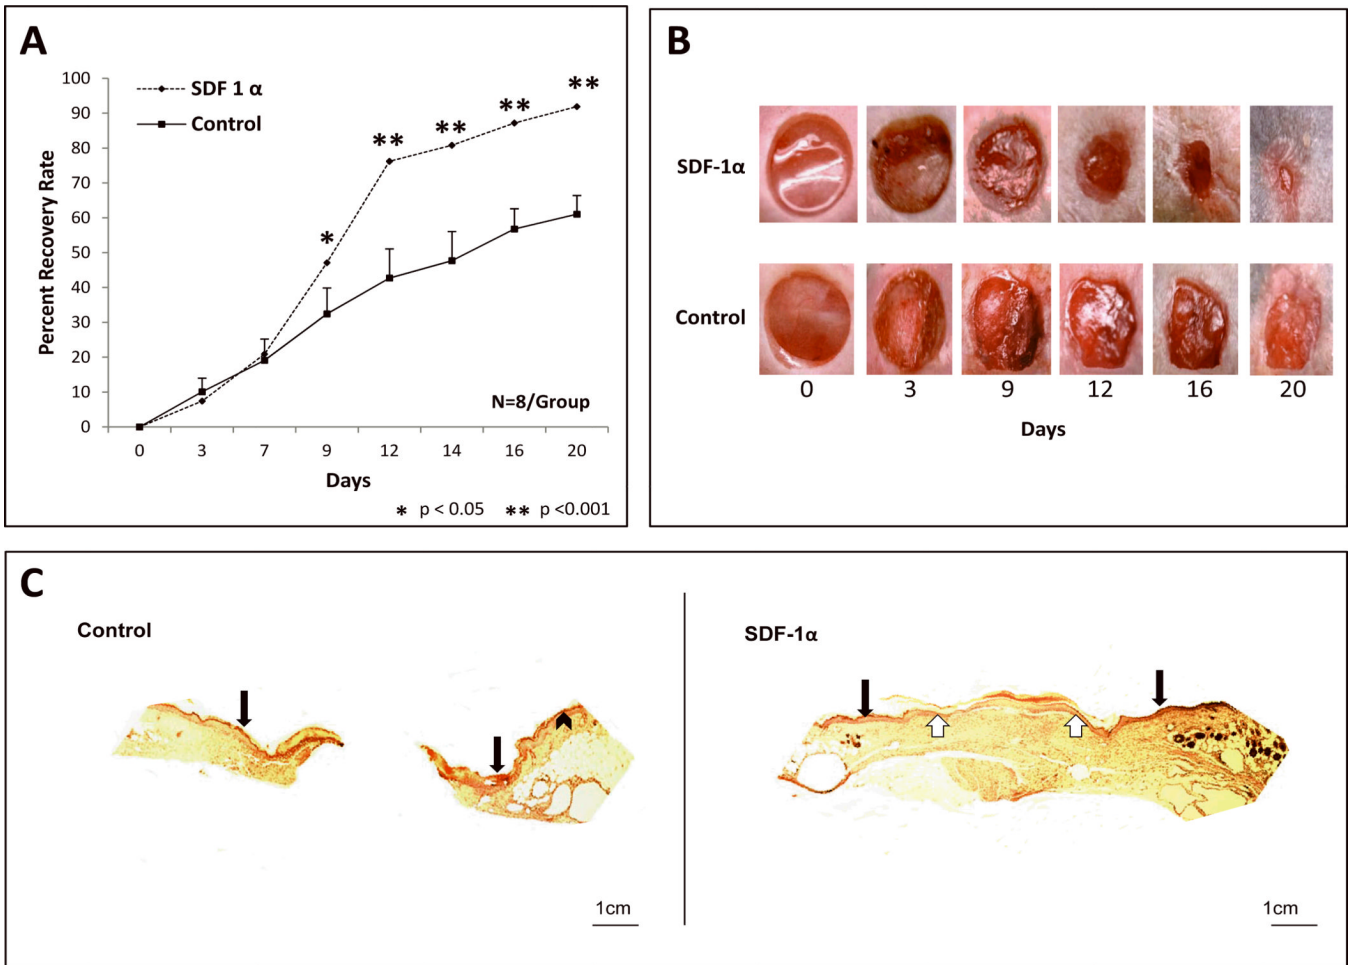 A
100
90
80
70
60
50
40
30
20
10
0
Percent Recovery Rate
SDF 1 α
Control
*
**
**
**
**
N=8/Group
0 3 7 9 12 14 16 20
Days
* p < 0.05 ** p <0.001
B
SDF-1α
Control
0 3 9 12 16 20
Days
C
Control
1cm
SDF-1α
1cm